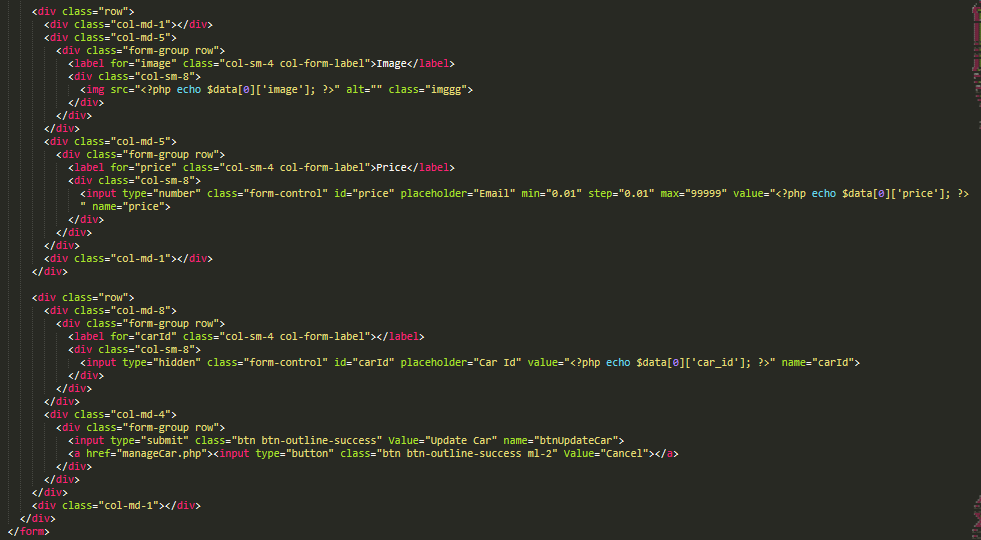 <div class="row">
<div class="col-md-1"></div>
<div class="col-md-5">
<div class="form-group row">
<label for="image" class="col-sm-4 col-form-label">Image</label>
<div class="col-sm-8">
<img src="<?php echo $data[0]['image']; ?>" alt="" class="imggg">
</div>
</div>
</div>
<div class="col-md-5">
<div class="form-group row">
<label for="price" class="col-sm-4 col-form-label">Price</label>
<div class="col-sm-8">
<input type="number" class="form-control" id="price" placeholder="Email" min="0.01" step="0.01" max="99999" value="<?php echo $data[0]['price']; ?>
" name="price">
</div>
</div>
</div>
<div class="col-md-1"></div>
</div>
<div class="row">
<div class="col-md-8">
<div class="form-group row">
<label for="carId" class="col-sm-4 col-form-label"></label>
<div class="col-sm-8">
<input type="hidden" class="form-control" id="carId" placeholder="Car Id" value="<?php echo $data[0]['car_id']; ?>" name="carId">
</div>
</div>
</div>
<div class="col-md-4">
<div class="form-group row">
<input type="submit" class="btn btn-outline-success" Value="Update Car" name="btnUpdateCar">
<a href="manageCar.php"><input type="button" class="btn btn-outline-success ml-2" Value="Cancel"></a>
</div>
</div>
</div>
<div class="col-md-1"></div>
</div>
</form>